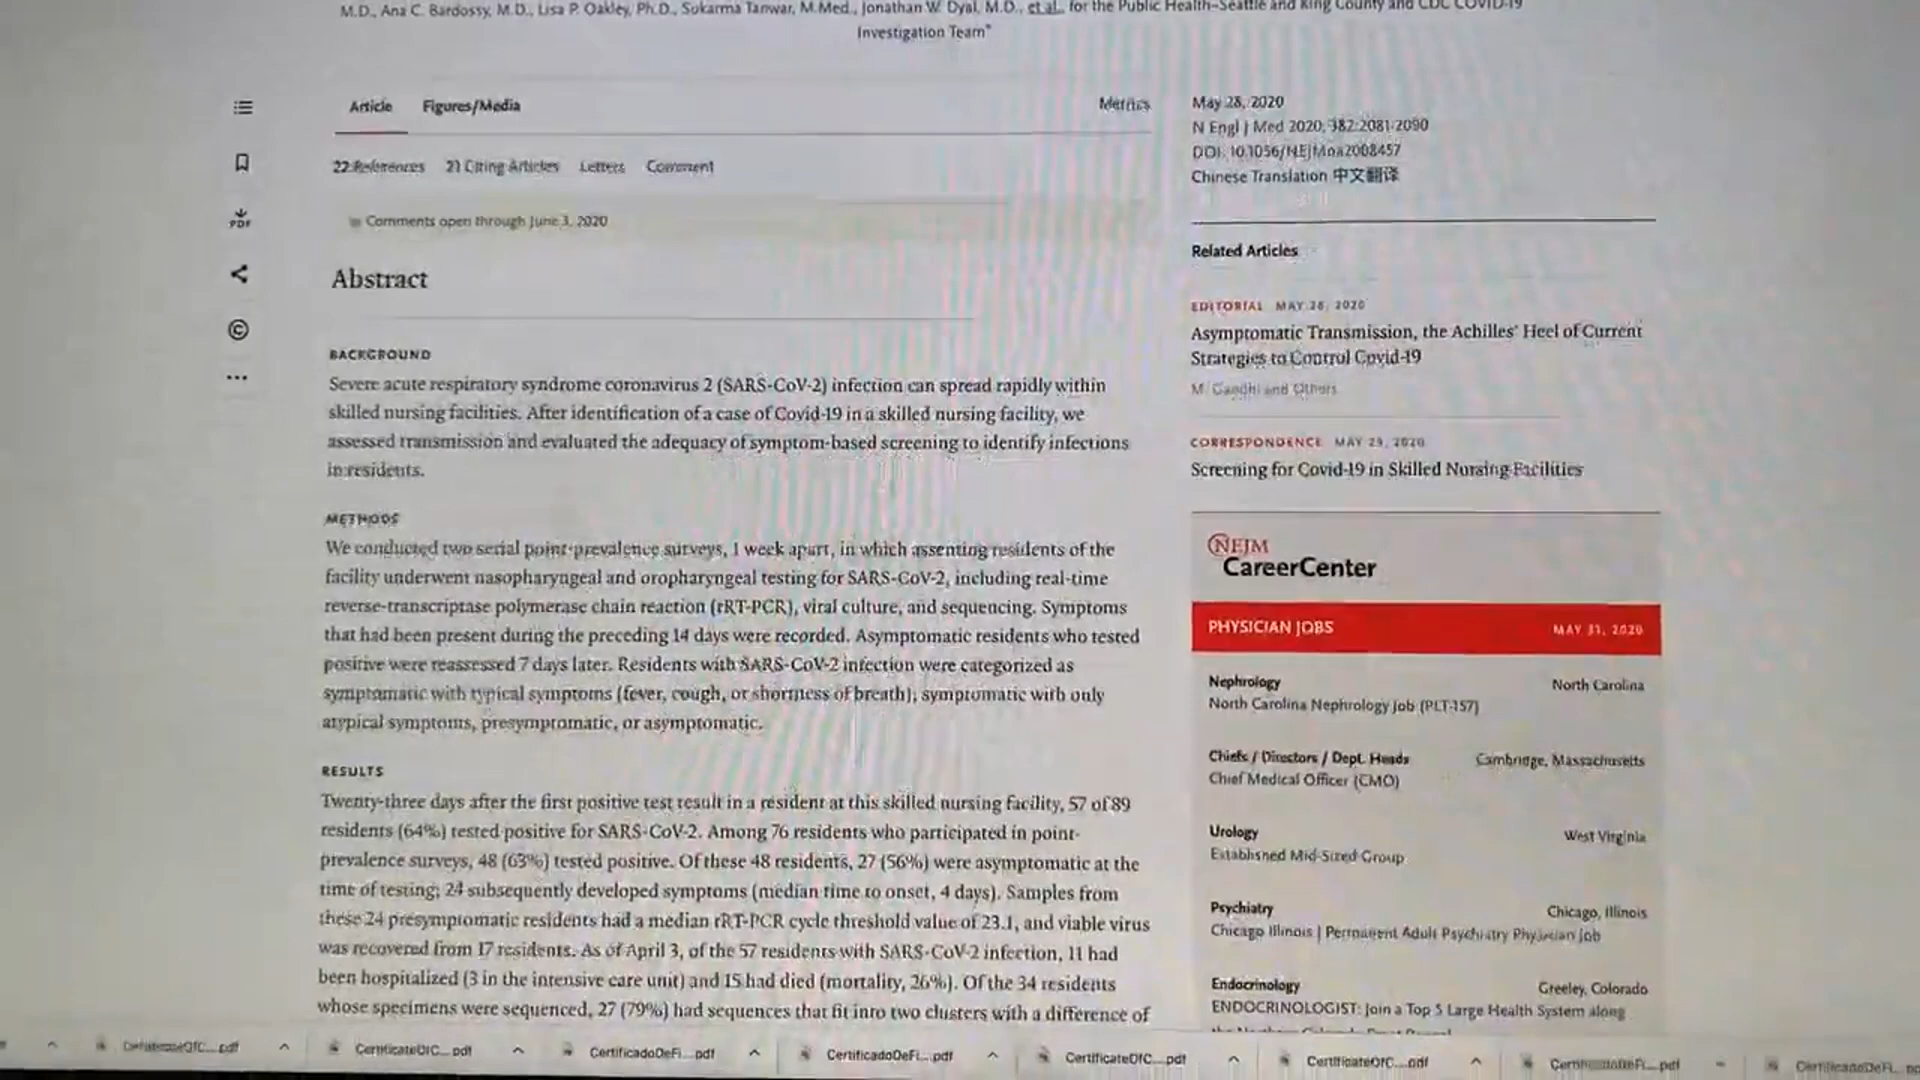 M.D., Ana C. Bardossy, M.D., Lisa P. Oakley, Ph.D., Sukarma Tanwar, M.Med., Jonathan W. Dyal, M.D., et al., for the Public Health–Seattle and King County and CDC COVID-19
Investigation Team*
Article Figures/Media Metrics
22 References 21 Citing Articles Letters Comment
Comments open through June 3, 2020
Abstract
BACKGROUND
Severe acute respiratory syndrome coronavirus 2 (SARS-CoV-2) infection can spread rapidly within
skilled nursing facilities. After identification of a case of Covid-19 in a skilled nursing facility, we
assessed transmission and evaluated the adequacy of symptom-based screening to identify infections
in residents.
METHODS
We conducted two serial point-prevalence surveys, 1 week apart, in which assenting residents of the
facility underwent nasopharyngeal and oropharyngeal testing for SARS-CoV-2, including real-time
reverse-transcriptase polymerase chain reaction (rRT-PCR), viral culture, and sequencing. Symptoms
that had been present during the preceding 14 days were recorded. Asymptomatic residents who tested
positive were reassessed 7 days later. Residents with SARS-CoV-2 infection were categorized as
symptomatic with typical symptoms (fever, cough, or shortness of breath), symptomatic with only
atypical symptoms, presymptomatic, or asymptomatic.
RESULTS
Twenty-three days after the first positive test result in a resident at this skilled nursing facility, 57 of 89
residents (64%) tested positive for SARS-CoV-2. Among 76 residents who participated in point-
prevalence surveys, 48 (63%) tested positive. Of these 48 residents, 27 (56%) were asymptomatic at the
time of testing; 24 subsequently developed symptoms (median time to onset, 4 days). Samples from
these 24 presymptomatic residents had a median rRT-PCR cycle threshold value of 23.1, and viable virus
was recovered from 17 residents. As of April 3, of the 57 residents with SARS-CoV-2 infection, 11 had
been hospitalized (3 in the intensive care unit) and 15 had died (mortality, 26%). Of the 34 residents
whose specimens were sequenced, 27 (79%) had sequences that fit into two clusters with a difference of
PDF
May 28, 2020
N Engl J Med 2020; 382:2081-2090
DOI: 10.1056/NEJMoa2008457
Chinese Translation 中文翻译
Related Articles
EDITORIAL MAY 28, 2020
Asymptomatic Transmission, the Achilles' Heel of Current
Strategies to Control Covid-19
M. Gandhi and Others
CORRESPONDENCE MAY 29, 2020
Screening for Covid-19 in Skilled Nursing Facilities
NEJM
CareerCenter
PHYSICIAN JOBS MAY 31, 2020
Nephrology North Carolina
North Carolina Nephrology Job (PLT-157)
Chiefs / Directors / Dept. Heads Cambridge, Massachusetts
Chief Medical Officer (CMO)
Urology West Virginia
Established Mid-Sized Group
Psychiatry Chicago, Illinois
Chicago Illinois | Permanent Adult Psychiatry Physician Job
Endocrinology Greeley, Colorado
ENDOCRINOLOGIST: Join a Top 5 Large Health System along
CertificateOfC....pdf CertificadoDeFi....pdf CertificadoDeFi....pdf CertificateOfC....pdf CertificateOfC....pdf CertificadoDeFi....pdf